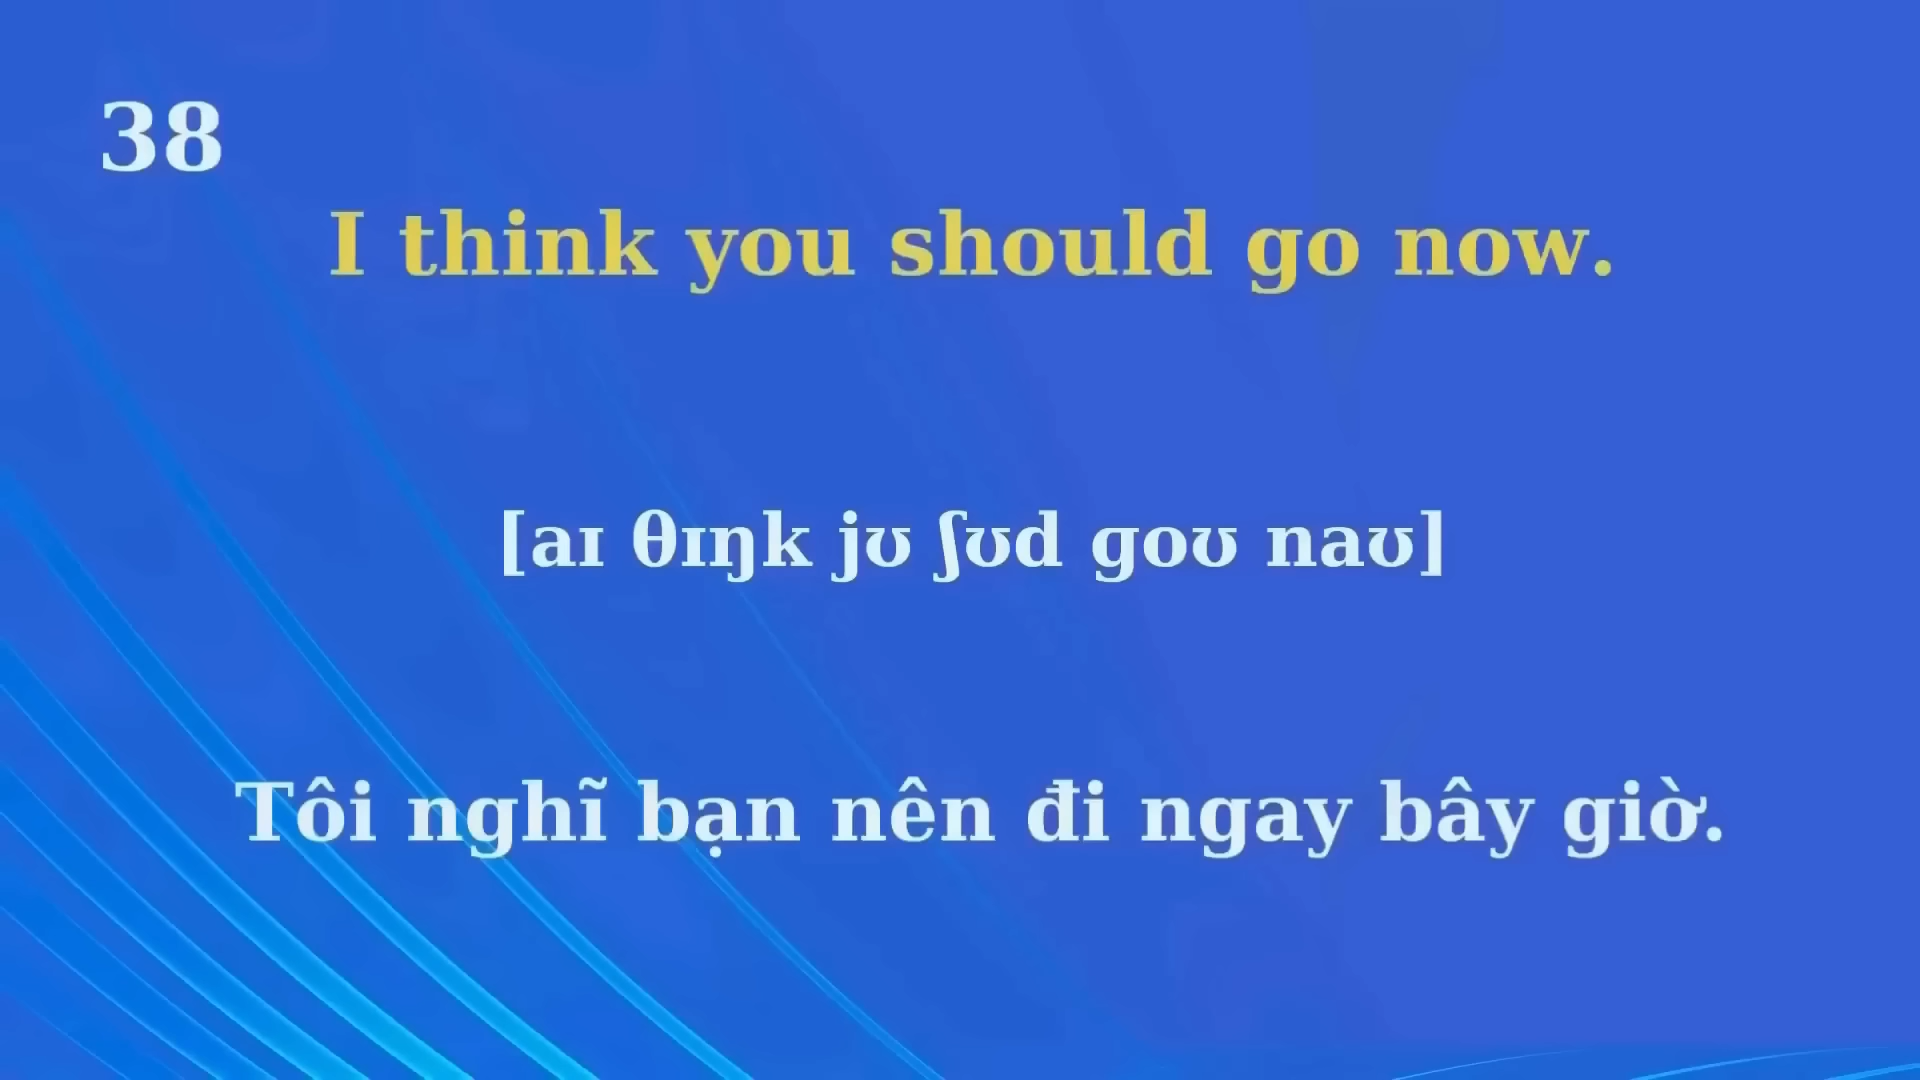 38
I think you should go now.
[aɪ θɪŋk jʊ ʃʊd ɡoʊ naʊ]
Tôi nghĩ bạn nên đi ngay bây giờ.